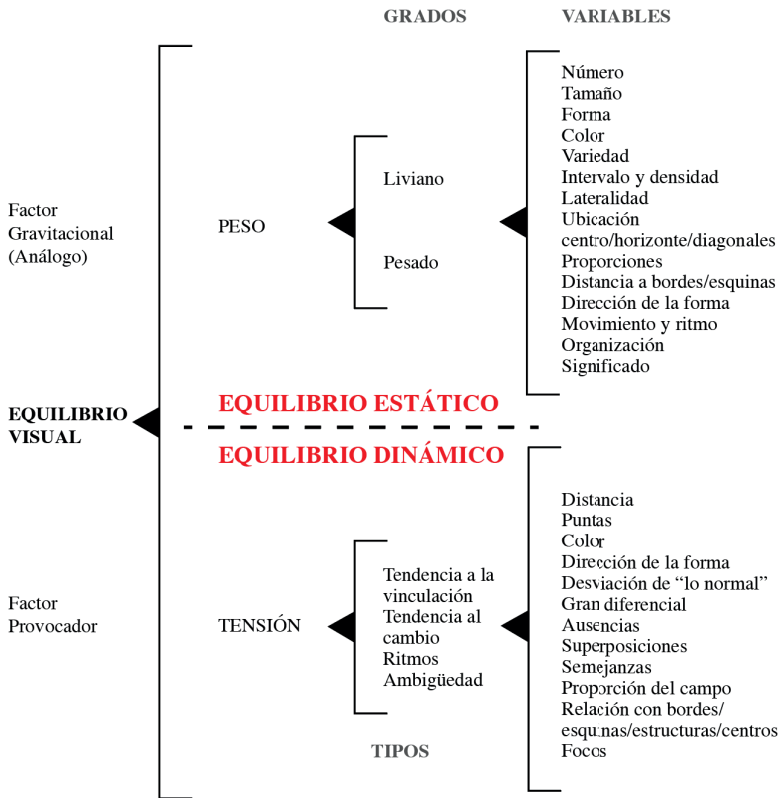 GRADOS
VARIABLES
Número
Tamaño
Forma
Color
Variedad
Intervalo y densidad
Lateralidad
Ubicación
centro/horizonte/diagonales
Proporciones
Distancia a bordes/esquinas
Dirección de la forma
Movimiento y ritmo
Organización
Significado
Liviano
Pesado
Factor
Gravitacional
(Análogo)
PESO
EQUILIBRIO ESTÁTICO
EQUILIBRIO
VISUAL
EQUILIBRIO DINÁMICO
Distancia
Puntas
Color
Dirección de la forma
Desviación de “lo normal”
Gran diferencial
Ausencias
Superposiciones
Semejanzas
Proporción del campo
Relación con bordes/
esquinas/estructuras/centros
Focos
Tendencia a la
vinculación
Tendencia al
cambio
Ritmos
Ambigüedad
Factor
Provocador
TENSIÓN
TIPOS